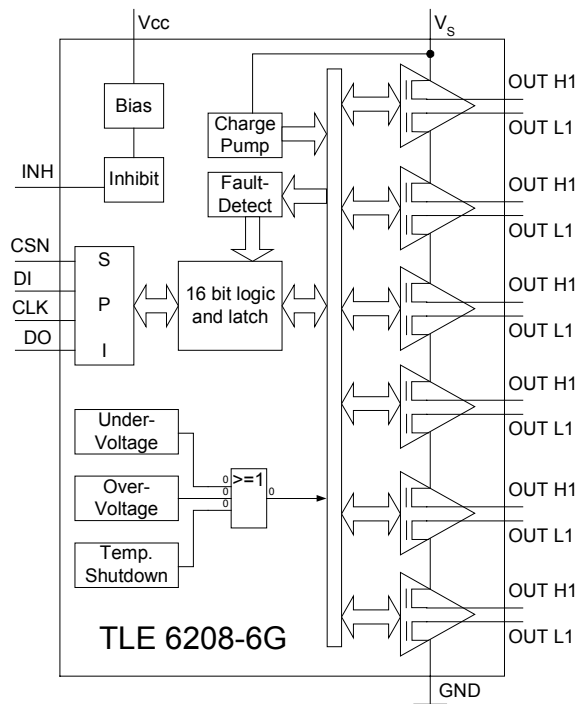 Vcc
VS
Bias
Charge
Pump
OUT H1
OUT L1
INH
Inhibit
Fault-
Detect
OUT H1
OUT L1
CSN
DI
CLK
DO
S
P
I
16 bit logic
and latch
OUT H1
OUT L1
OUT H1
OUT L1
Under-
Voltage
Over-
Voltage
Temp.
Shutdown
0
0
0
>=1
0
OUT H1
OUT L1
OUT H1
OUT L1
TLE 6208-6G
GND